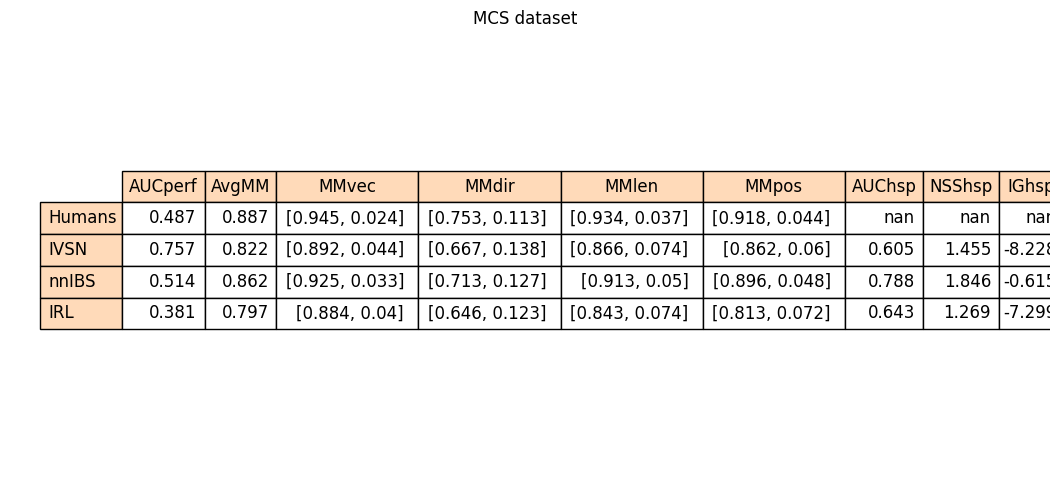 MCS dataset
AUCperf AvgMM MMvec MMdir MMlen MMpos AUChsp NSShsp IGhsp
Humans 0.487 0.887 [0.945, 0.024] [0.753, 0.113] [0.934, 0.037] [0.918, 0.044] nan nan nan
IVSN 0.757 0.822 [0.892, 0.044] [0.667, 0.138] [0.866, 0.074] [0.862, 0.06] 0.605 1.455 -8.228
nnIBS 0.514 0.862 [0.925, 0.033] [0.713, 0.127] [0.913, 0.05] [0.896, 0.048] 0.788 1.846 -0.615
IRL 0.381 0.797 [0.884, 0.04] [0.646, 0.123] [0.843, 0.074] [0.813, 0.072] 0.643 1.269 -7.299